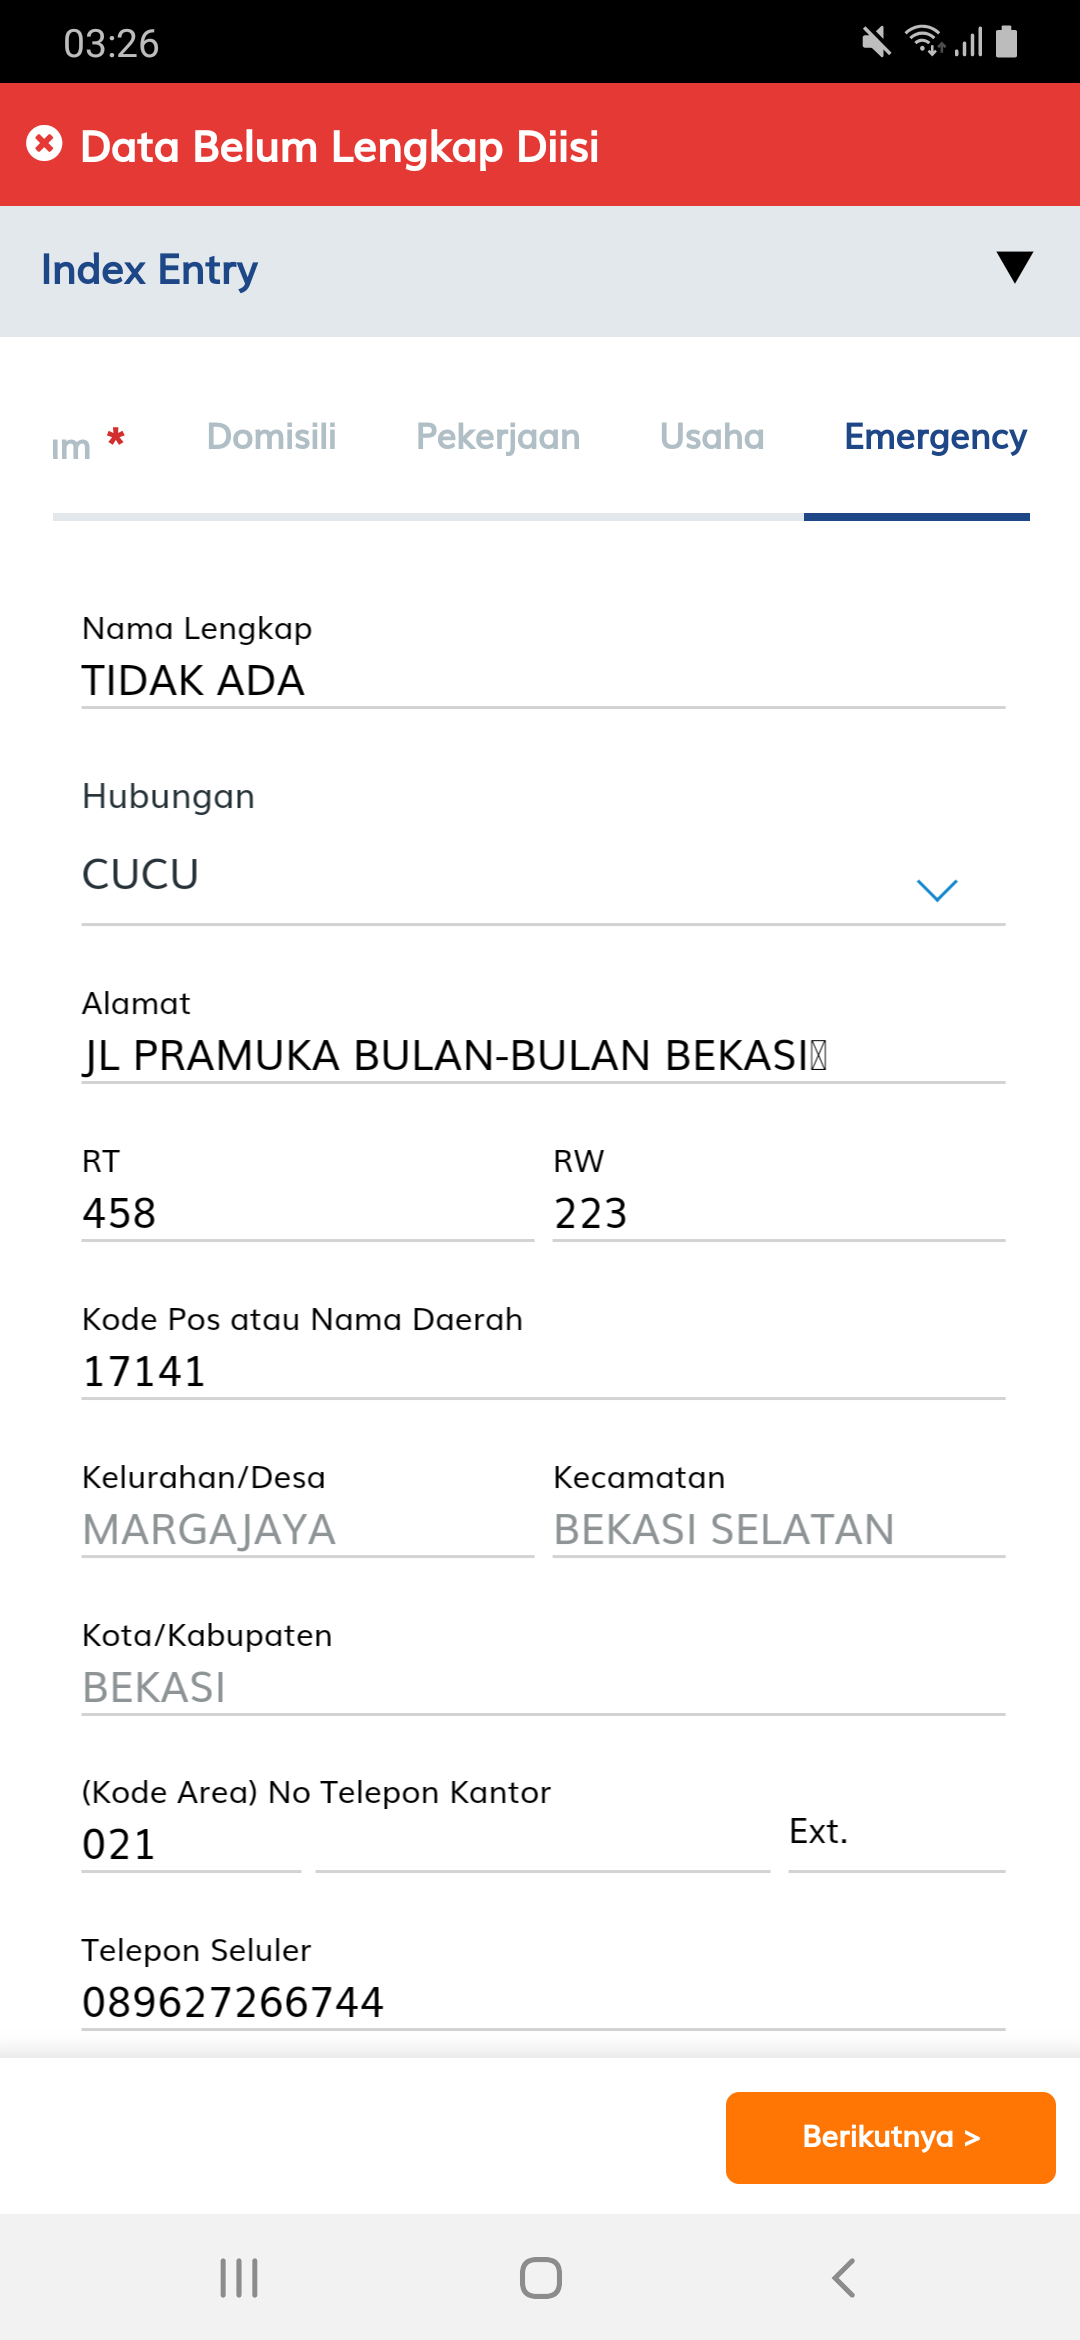 03:26
Data Belum Lengkap Diisi
Index Entry
Domisili Pekerjaan Usaha Emergency
Nama Lengkap
TIDAK ADA
Hubungan
CUCU
Alamat
JL PRAMUKA BULAN-BULAN BEKASI
RT RW
458 223
Kode Pos atau Nama Daerah
17141
Kelurahan/Desa Kecamatan
MARGAJAYA BEKASI SELATAN
Kota/Kabupaten
BEKASI
(Kode Area) No Telepon Kantor
021 Ext.
Telepon Seluler
089627266744
Berikutnya >